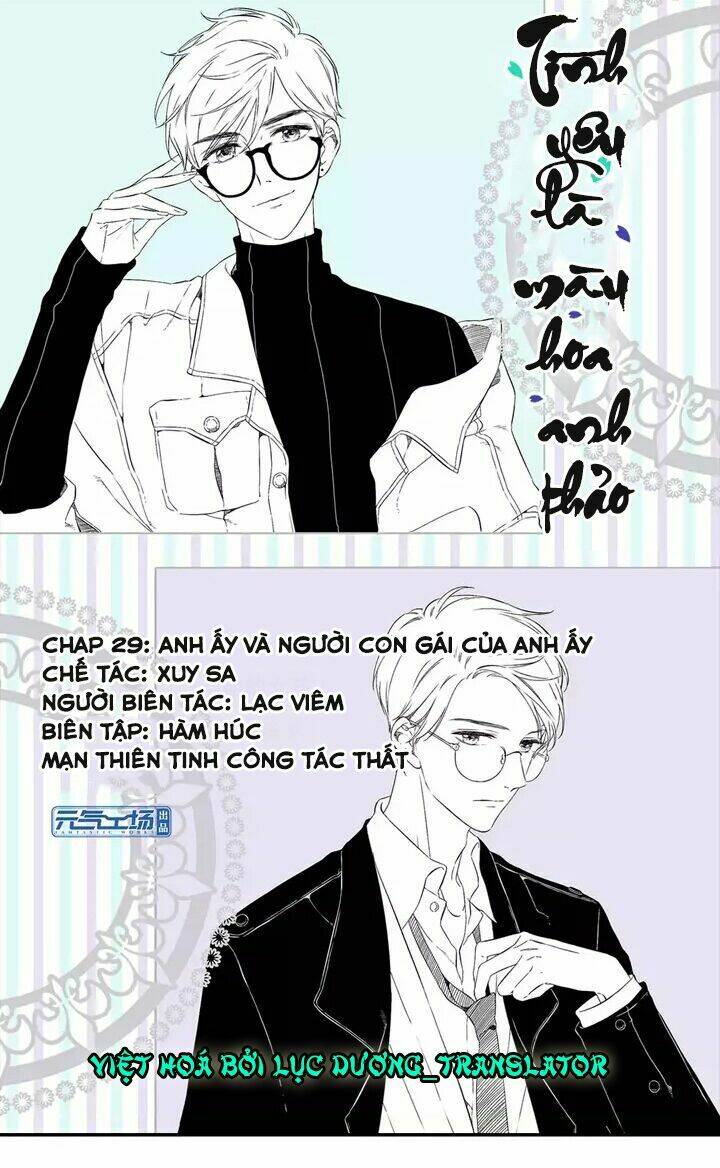 Tình
yêu
là
màu
hoa
anh
thảo
CHAP 29: ANH ẤY VÀ NGƯỜI CON GÁI CỦA ANH ẤY
CHẾ TÁC: XUY SA
NGƯỜI BIÊN TÁC: LẠC VIÊM
BIÊN TẬP: HÀM HÚC
MẠN THIÊN TINH CÔNG TÁC THẤT
元气工场 出品
FANTASTIC WORKS
VIỆT HOÁ BỞI LỤC DƯƠNG_TRANSLATOR